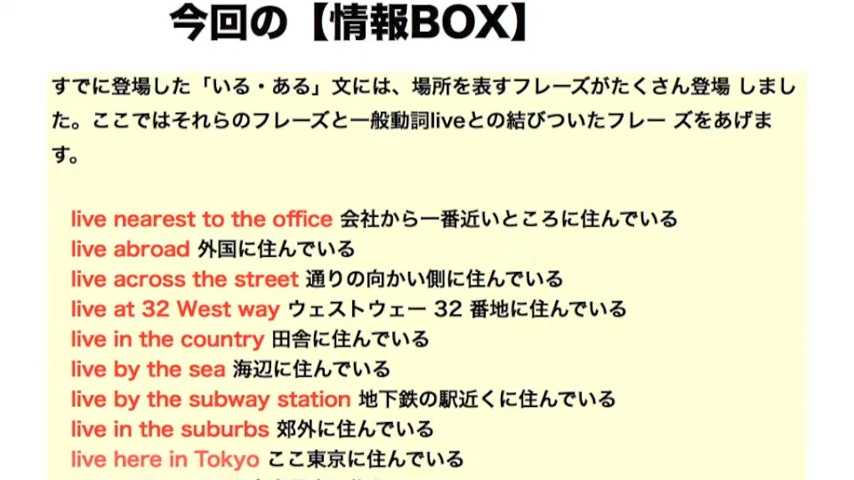 今回の【情報BOX】
すでに登場した「いる・ある」文には、場所を表すフレーズがたくさん登場 しまし
た。ここではそれらのフレーズと一般動詞liveとの結びついたフレー ズをあげま
す。
live nearest to the office 会社から一番近いところに住んでいる
live abroad 外国に住んでいる
live across the street 通りの向かい側に住んでいる
live at 32 West way ウェストウェー 32 番地に住んでいる
live in the country 田舎に住んでいる
live by the sea 海辺に住んでいる
live by the subway station 地下鉄の駅近くに住んでいる
live in the suburbs 郊外に住んでいる
live here in Tokyo ここ東京に住んでいる